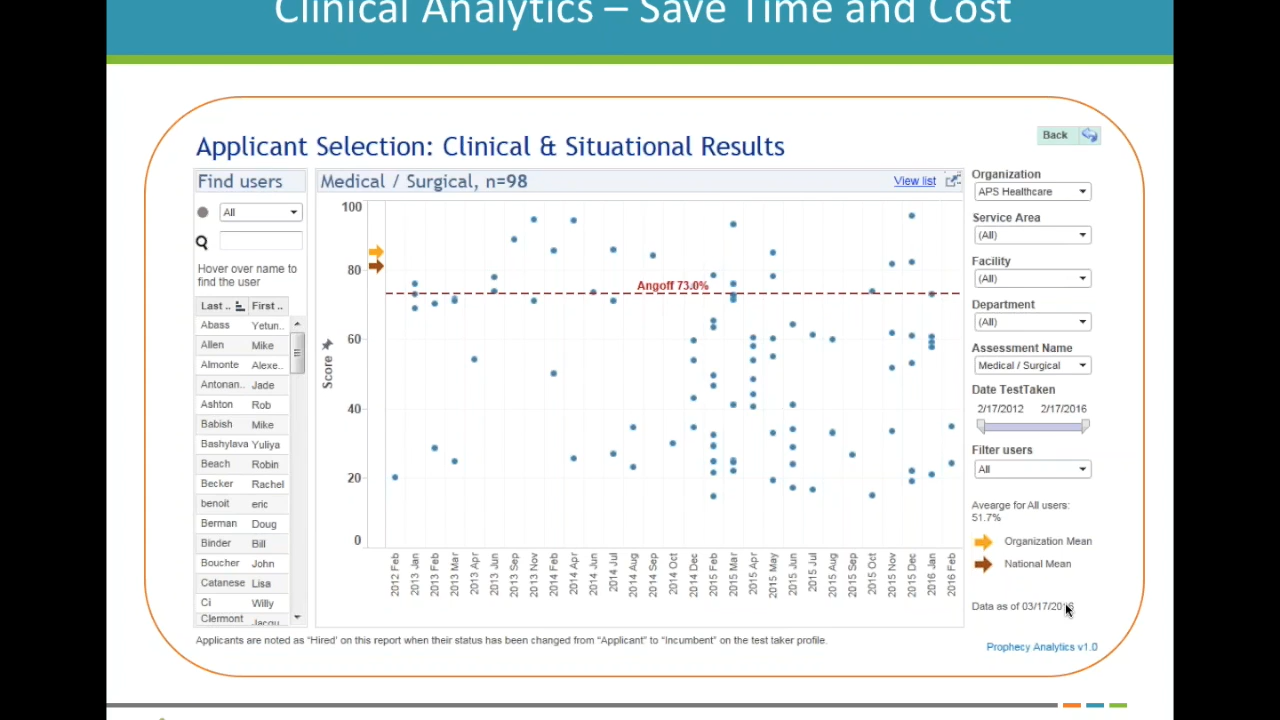 Clinical Analytics – Save Time and Cost
Applicant Selection: Clinical & Situational Results
Back
Find users
All
Hover over name to
find the user
Last .. First ..
Abass Yetun..
Allen Mike
Almonte Alexe..
Antonan.. Jade
Ashton Rob
Babish Mike
Bashylava Yuliya
Beach Robin
Becker Rachel
benoit eric
Berman Doug
Binder Bill
Boucher John
Catanese Lisa
Ci Willy
Clermont Jacqu..
Medical / Surgical, n=98
View list
Score
100
80
60
40
20
0
Angoff 73.0%
2012 Feb
2013 Jan
2013 Feb
2013 Mar
2013 Apr
2013 Jun
2013 Sep
2013 Nov
2014 Feb
2014 Apr
2014 Jun
2014 Jul
2014 Aug
2014 Sep
2014 Oct
2014 Dec
2015 Feb
2015 Mar
2015 Apr
2015 May
2015 Jun
2015 Jul
2015 Aug
2015 Sep
2015 Oct
2015 Nov
2015 Dec
2016 Jan
2016 Feb
Organization
APS Healthcare
Service Area
(All)
Facility
(All)
Department
(All)
Assessment Name
Medical / Surgical
Date TestTaken
2/17/2012 2/17/2016
Filter users
All
Avearge for All users:
51.7%
Organization Mean
National Mean
Data as of 03/17/2016
Applicants are noted as “Hired’ on this report when their status has been changed from “Applicant” to “Incumbent” on the test taker profile.
Prophecy Analytics v1.0